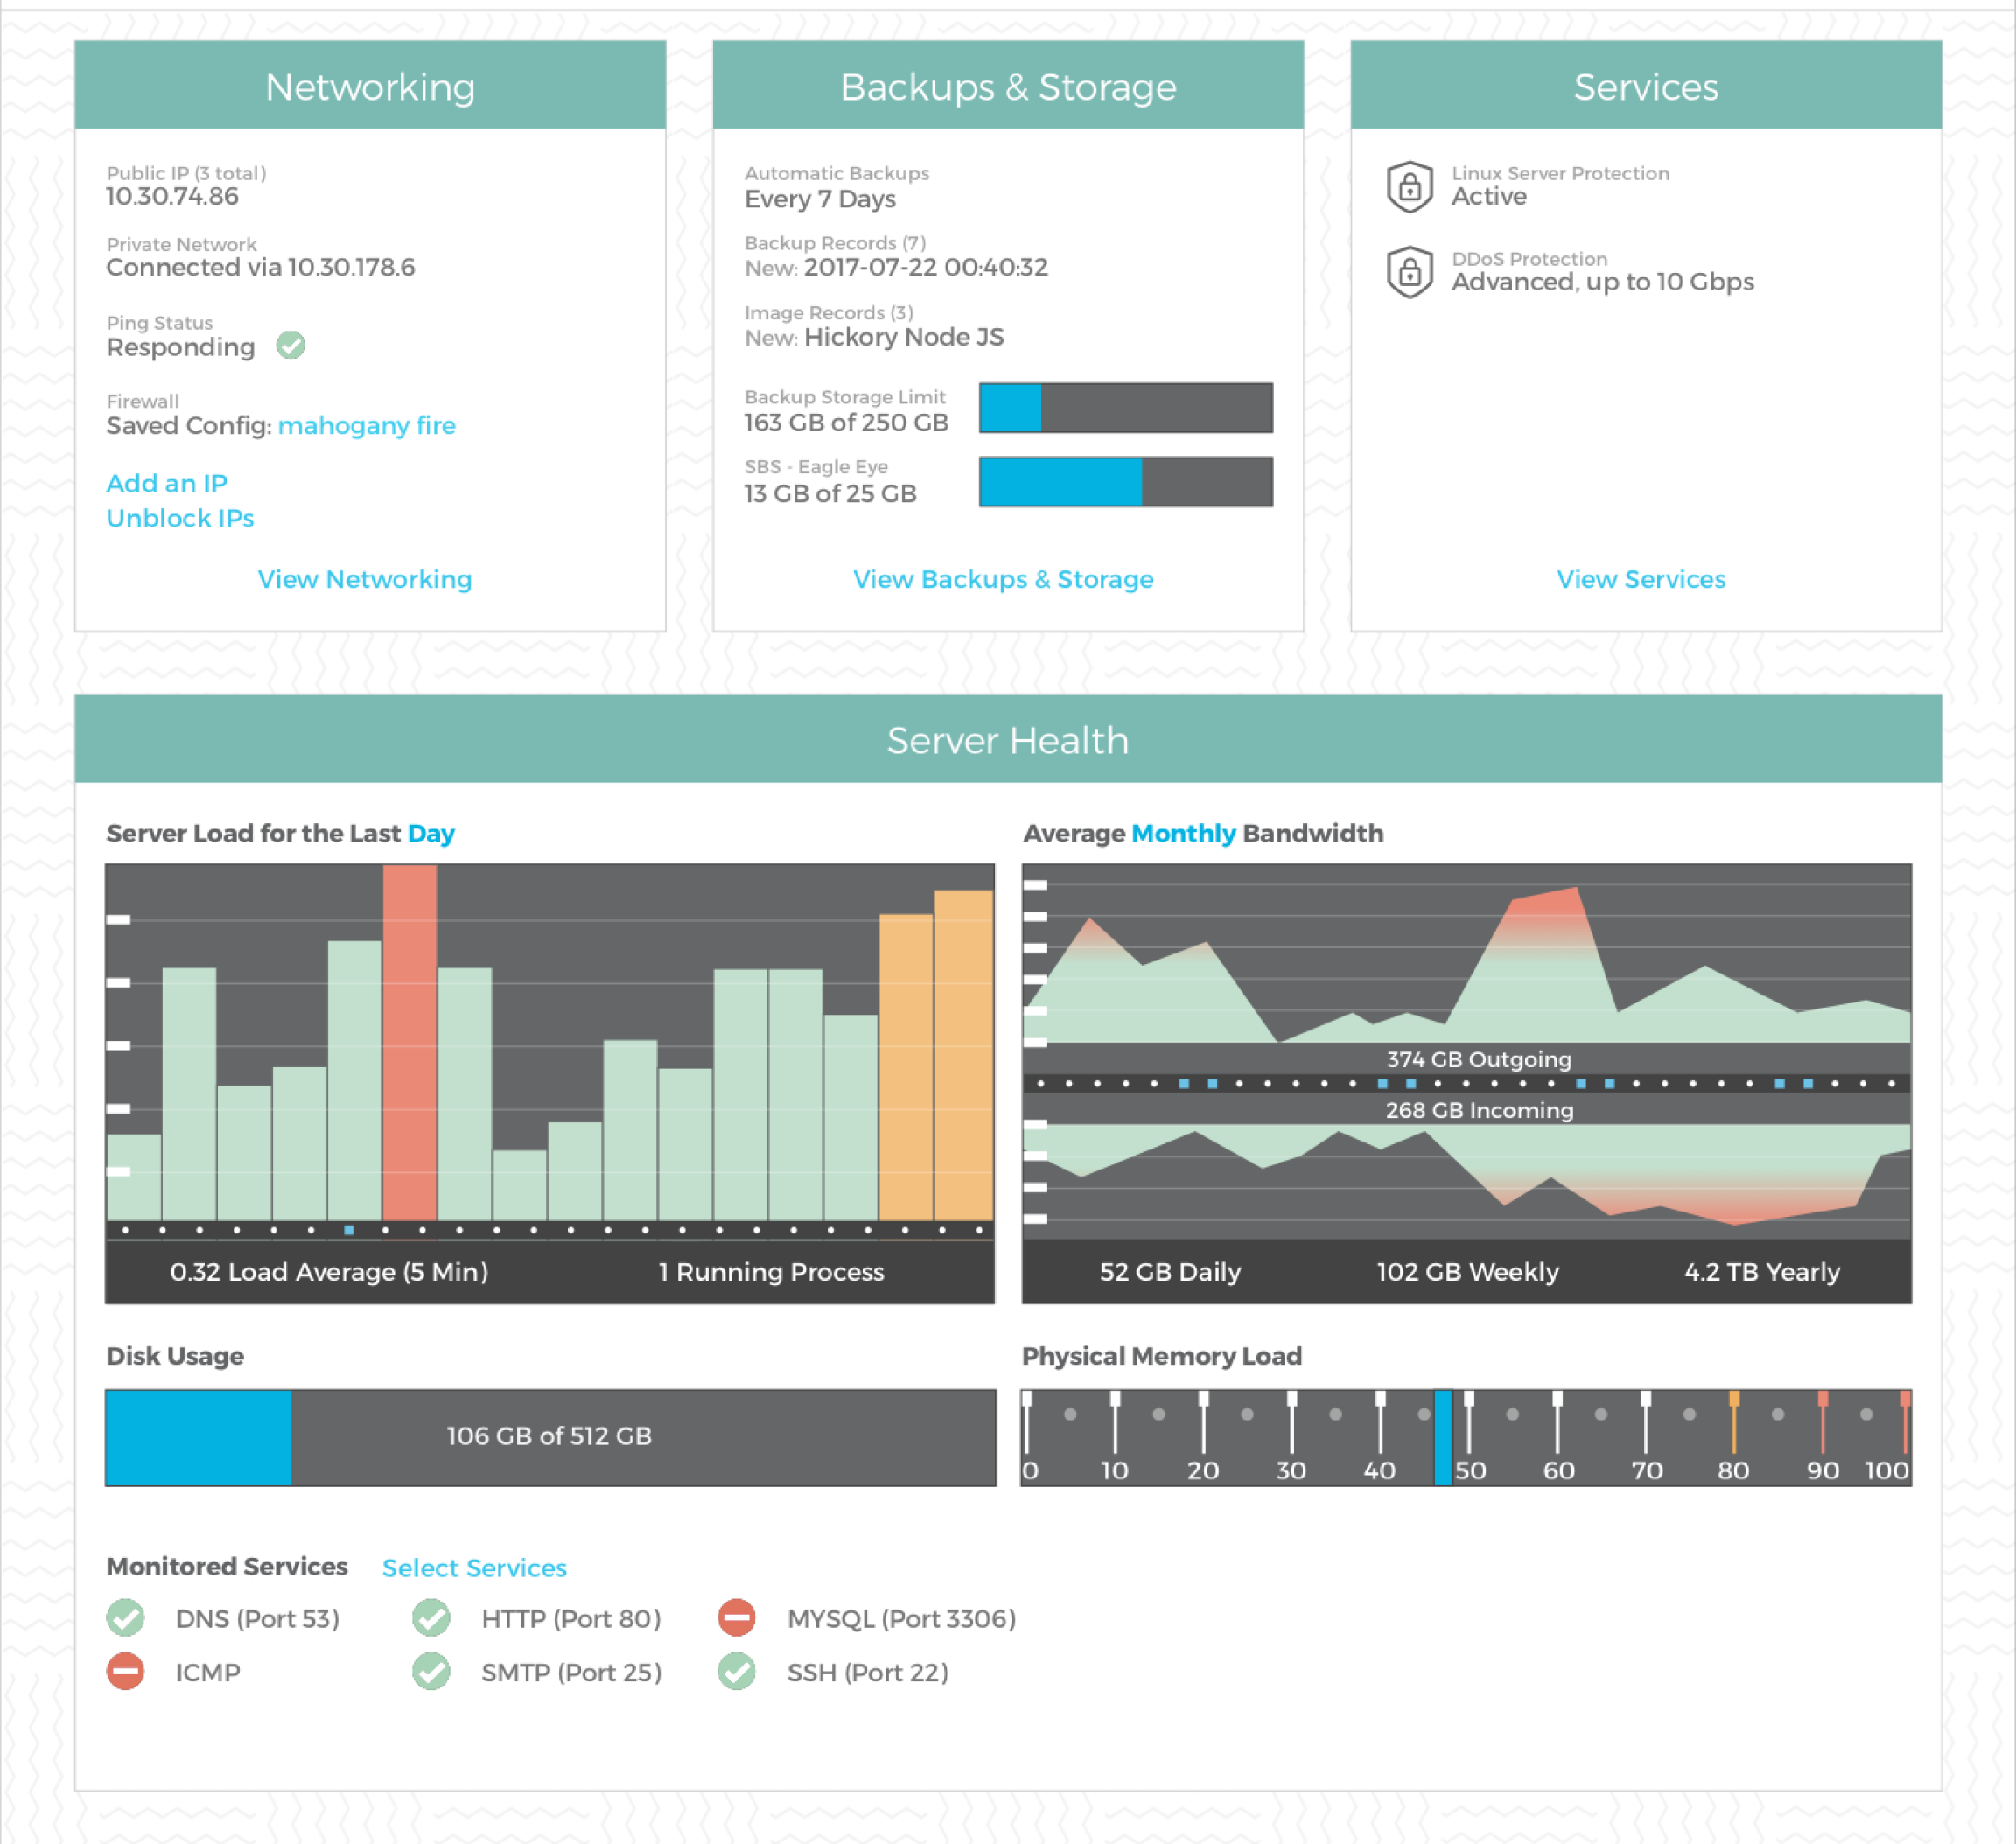 Networking
Public IP (3 total)
10.30.74.86
Private Network
Connected via 10.30.178.6
Ping Status
Responding
Firewall
Saved Config: mahogany fire
Add an IP
Unblock IPs
View Networking
Backups & Storage
Automatic Backups
Every 7 Days
Backup Records (7)
New: 2017-07-22 00:40:32
Image Records (3)
New: Hickory Node JS
Backup Storage Limit
163 GB of 250 GB
SBS - Eagle Eye
13 GB of 25 GB
View Backups & Storage
Services
Linux Server Protection
Active
DDoS Protection
Advanced, up to 10 Gbps
View Services
Server Health
Server Load for the Last Day
0.32 Load Average (5 Min) 1 Running Process
Average Monthly Bandwidth
374 GB Outgoing
268 GB Incoming
52 GB Daily 102 GB Weekly 4.2 TB Yearly
Disk Usage
106 GB of 512 GB
Physical Memory Load
0 10 20 30 40 50 60 70 80 90 100
Monitored Services Select Services
DNS (Port 53) HTTP (Port 80) MYSQL (Port 3306)
ICMP SMTP (Port 25) SSH (Port 22)